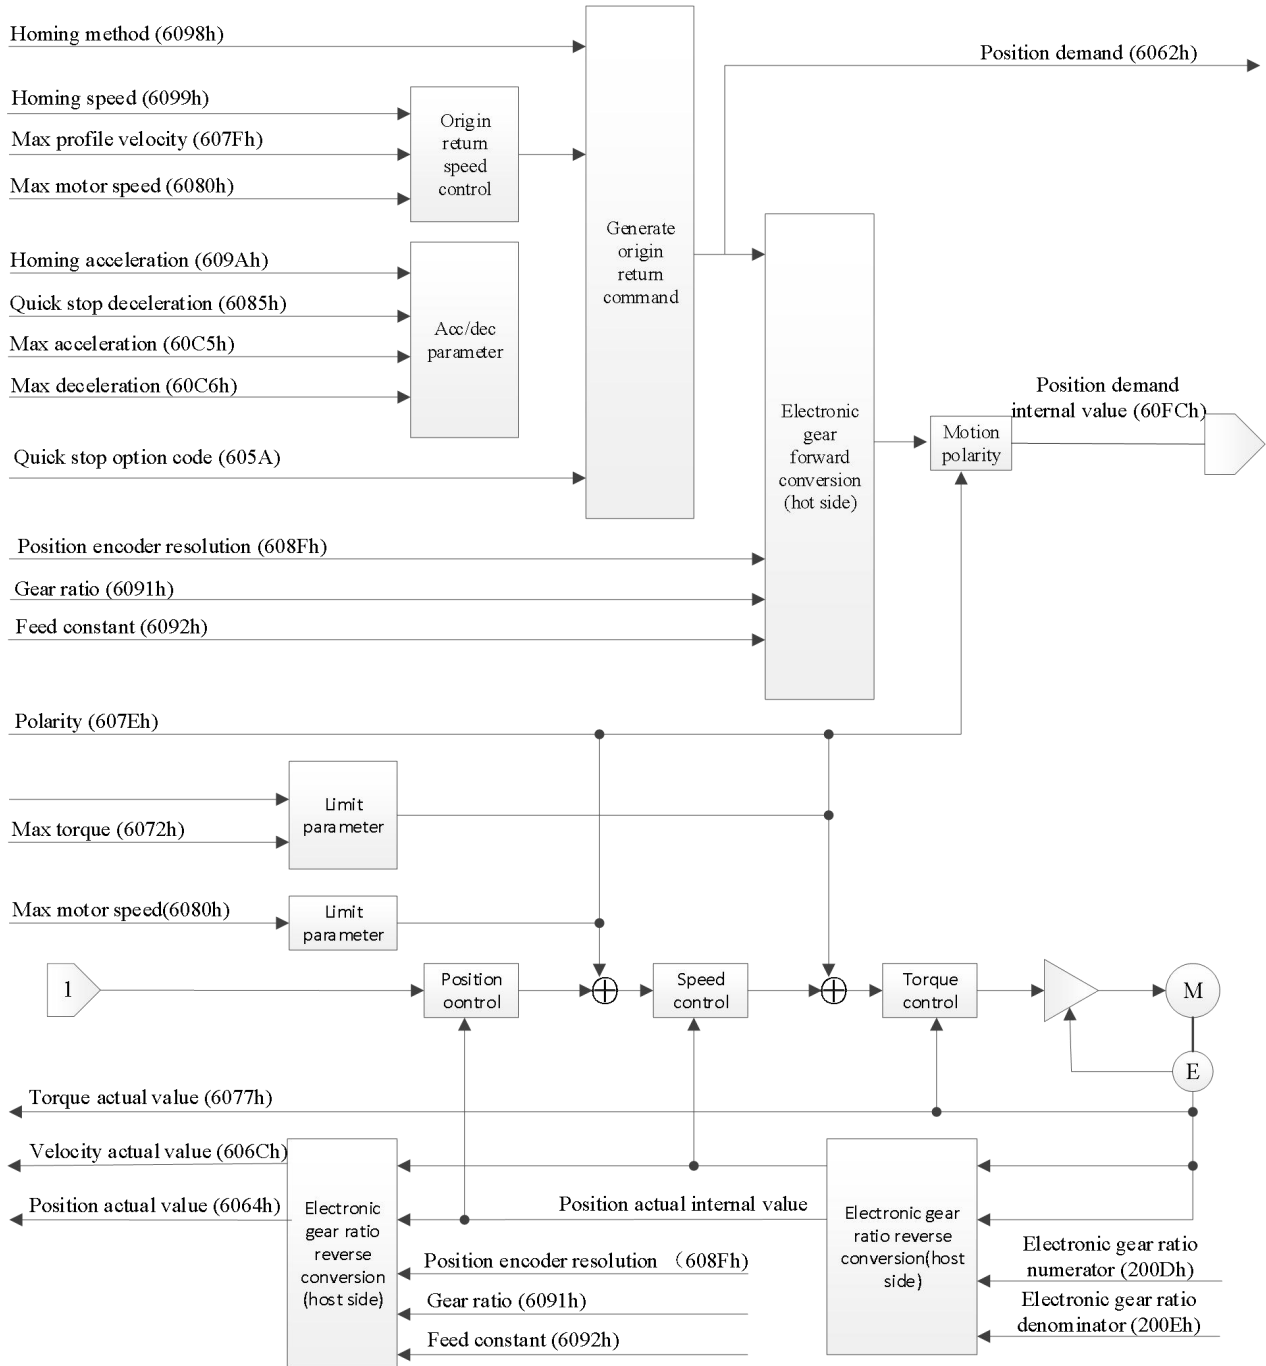 Homing method (6098h)
Position demand (6062h)
Homing speed (6099h)
Max profile velocity (607Fh)
Max motor speed (6080h)
Origin
return
speed
control
Homing acceleration (609Ah)
Quick stop deceleration (6085h)
Max acceleration (60C5h)
Max deceleration (60C6h)
Acc/dec
parameter
Generate
origin
return
command
Quick stop option code (605A)
Electronic
gear
forward
conversion
(hot side)
Motion
polarity
Position demand
internal value (60FCh)
Position encoder resolution (608Fh)
Gear ratio (6091h)
Feed constant (6092h)
Polarity (607Eh)
Limit
parameter
Max torque (6072h)
Max motor speed(6080h)
Limit
parameter
1
Position
oontrol
Speed
control
Torque
control
M
E
Torque actual value (6077h)
Velocity actual value (606Ch)
Position actual value (6064h)
Electronic
gear ratio
reverse
conversion
(host side)
Position actual internal value
Electronic gear
ratio reverse
conversion(host
side)
Position encoder resolution （608Fh)
Gear ratio (6091h)
Feed constant (6092h)
Electronic gear ratio
numerator (200Dh)
Electronic gear ratio
denominator (200Eh)